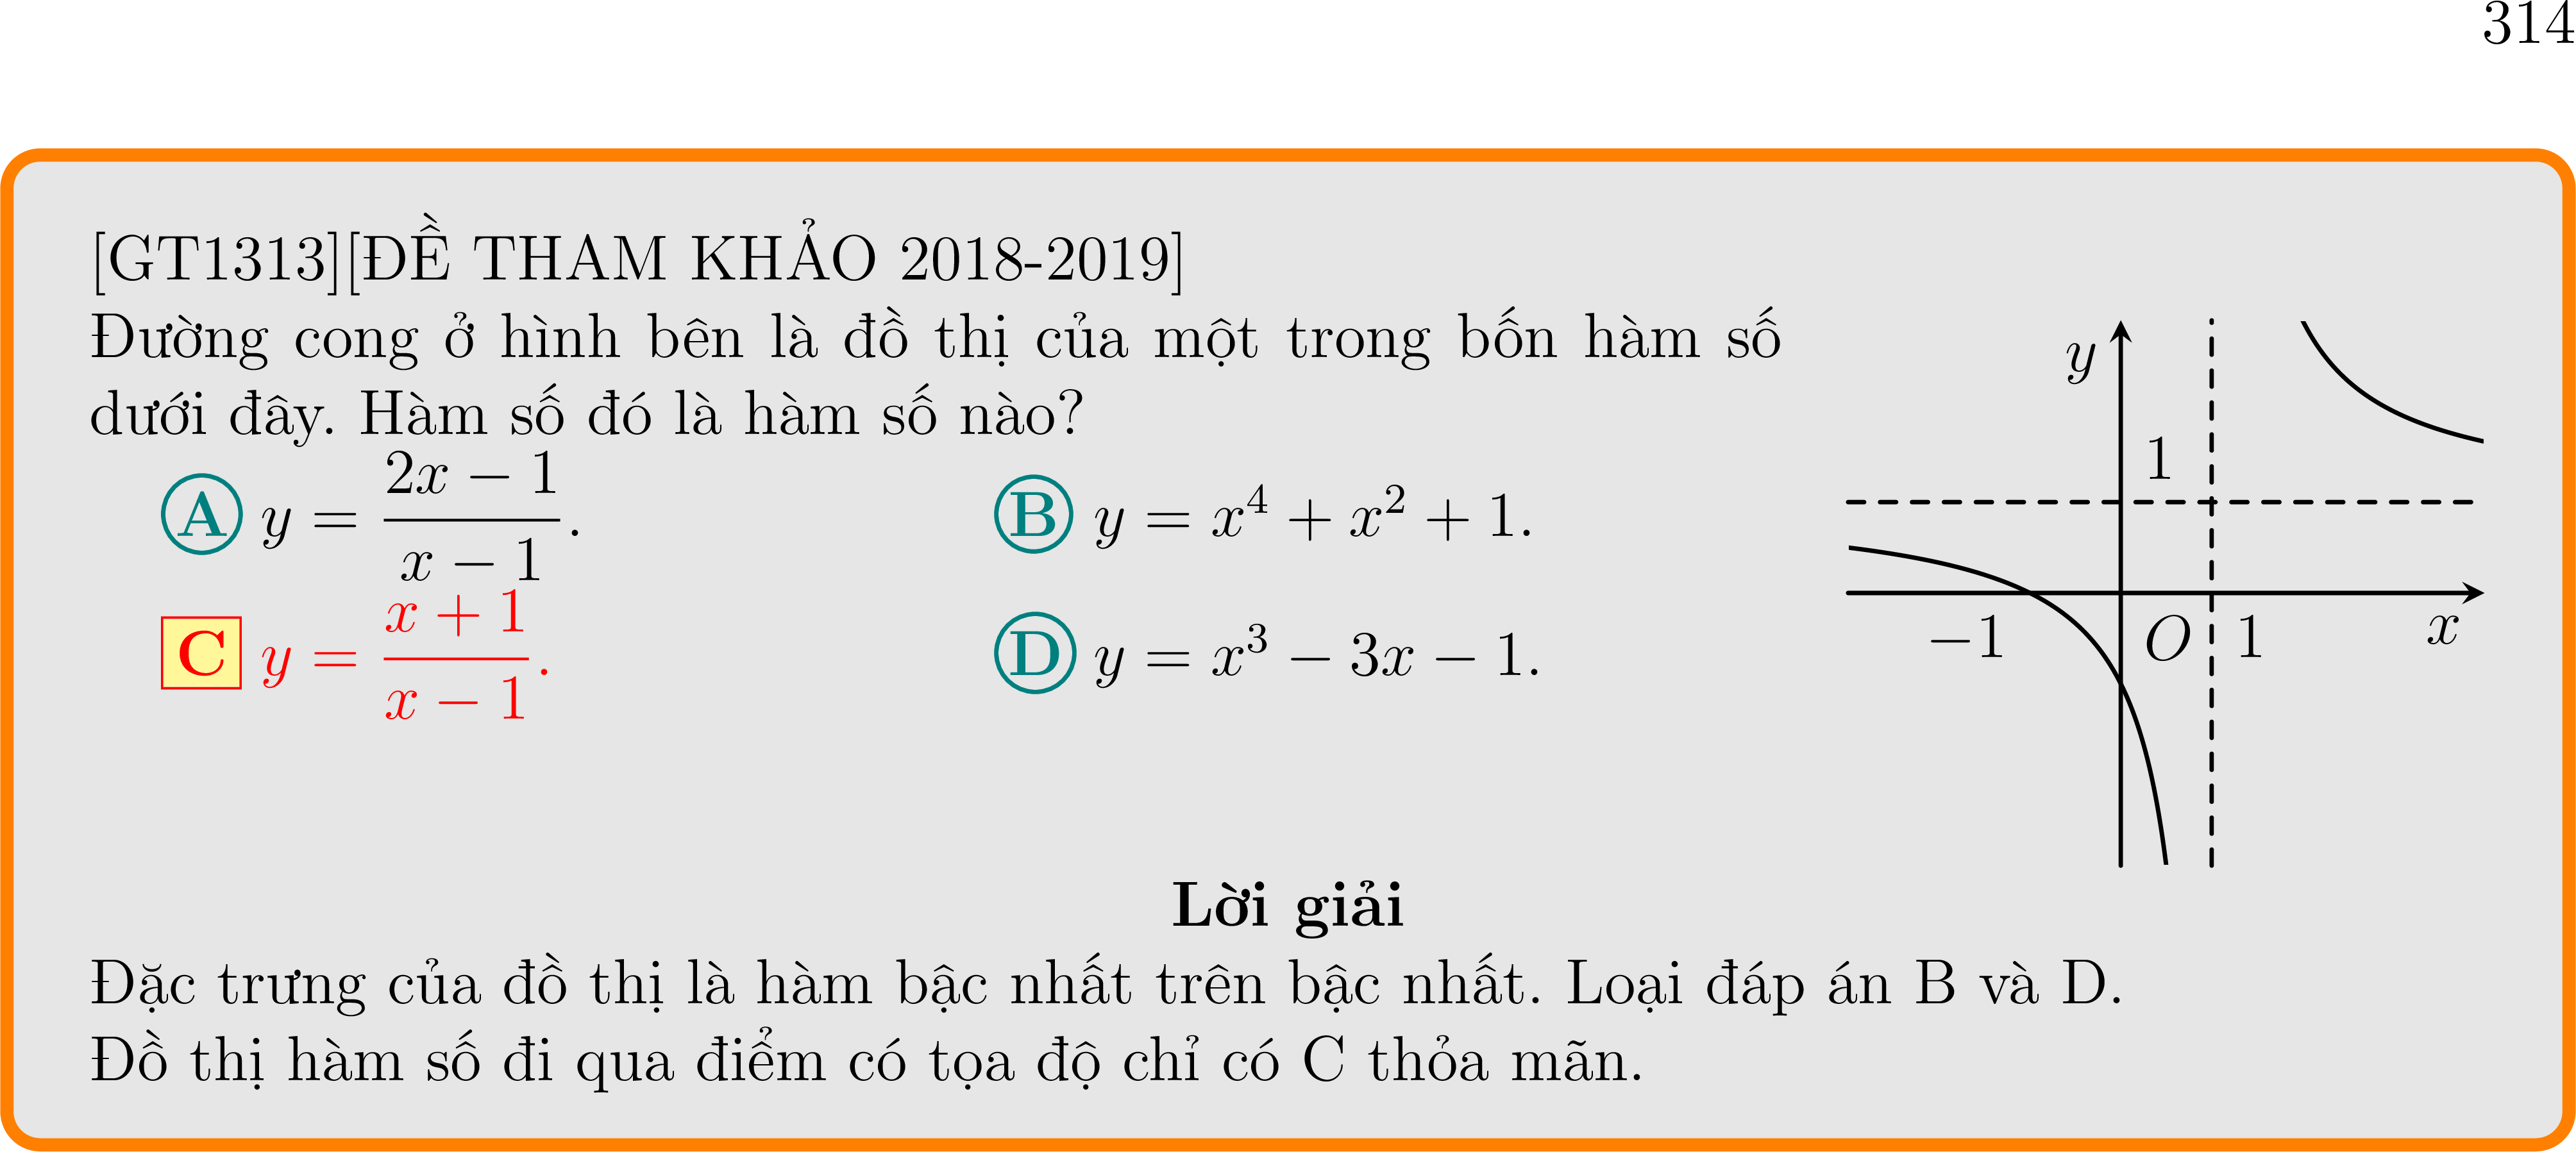 314
[GT1313][ĐỀ THAM KHẢO 2018-2019]
Đường cong ở hình bên là đồ thị của một trong bốn hàm số
dưới đây. Hàm số đó là hàm số nào?
A y = \frac{2x − 1}{x − 1}. B y = x^4 + x^2 + 1.
C y = \frac{x + 1}{x − 1}. D y = x^3 − 3x − 1.
y
1
−1 O 1 x
Lời giải
Đặc trưng của đồ thị là hàm bậc nhất trên bậc nhất. Loại đáp án B và D.
Đồ thị hàm số đi qua điểm có tọa độ chỉ có C thỏa mãn.